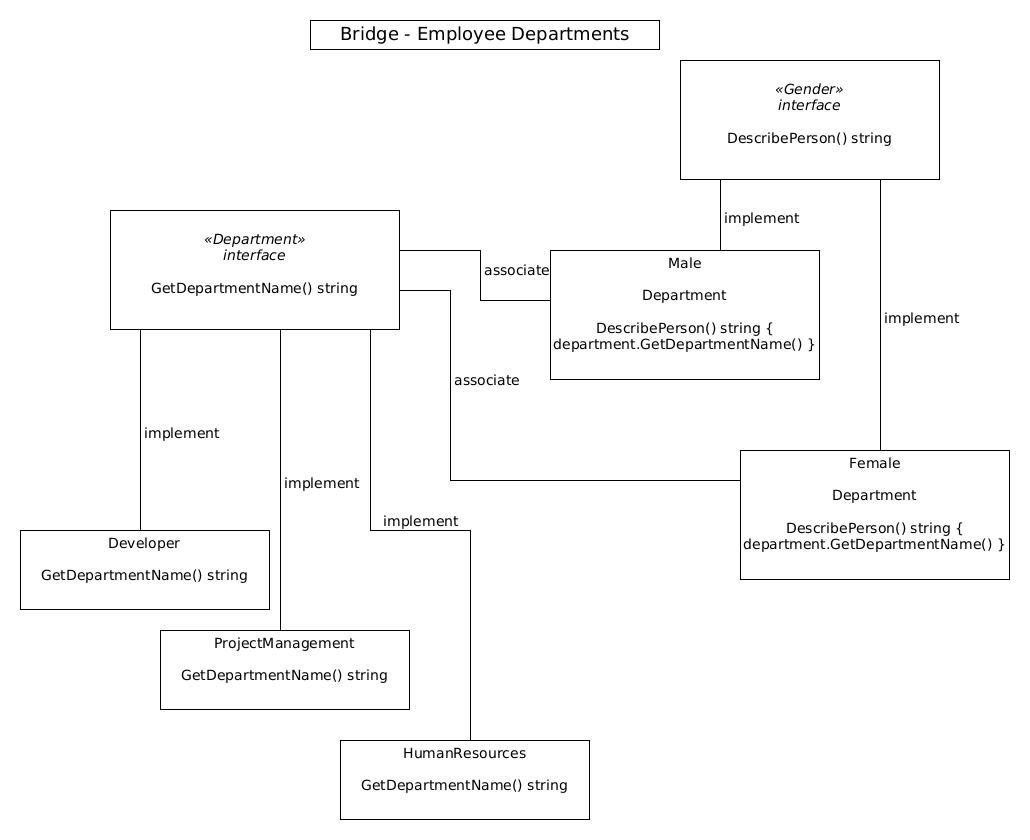 Bridge - Employee Departments
«Gender»
interface
DescribePerson() string
implement
«Department»
interface
GetDepartmentName() string
associate
Male
Department
DescribePerson() string {
department.GetDepartmentName() }
implement
associate
implement
implement
implement
Female
Department
DescribePerson() string {
department.GetDepartmentName() }
Developer
GetDepartmentName() string
ProjectManagement
GetDepartmentName() string
HumanResources
GetDepartmentName() string